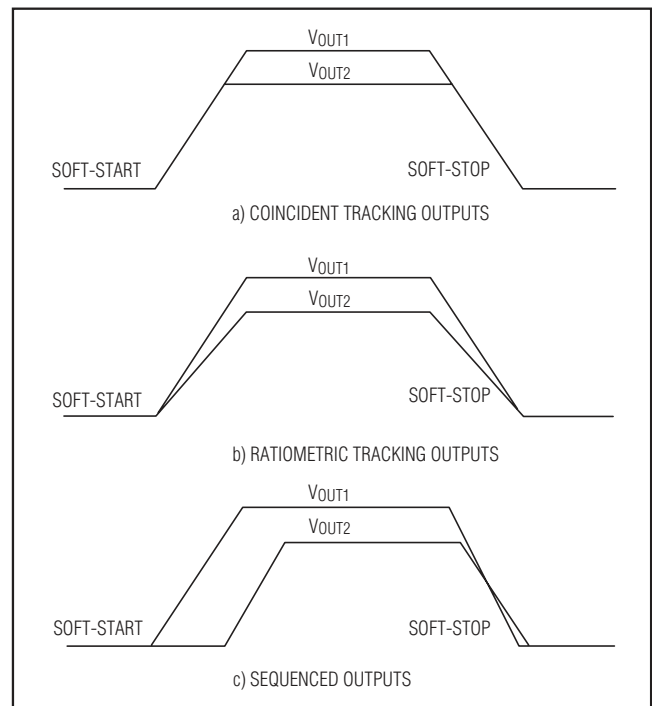 VOUT1
VOUT2
SOFT-START
SOFT-STOP
a) COINCIDENT TRACKING OUTPUTS
VOUT1
VOUT2
SOFT-START
SOFT-STOP
b) RATIOMETRIC TRACKING OUTPUTS
VOUT1
VOUT2
SOFT-START
SOFT-STOP
c) SEQUENCED OUTPUTS